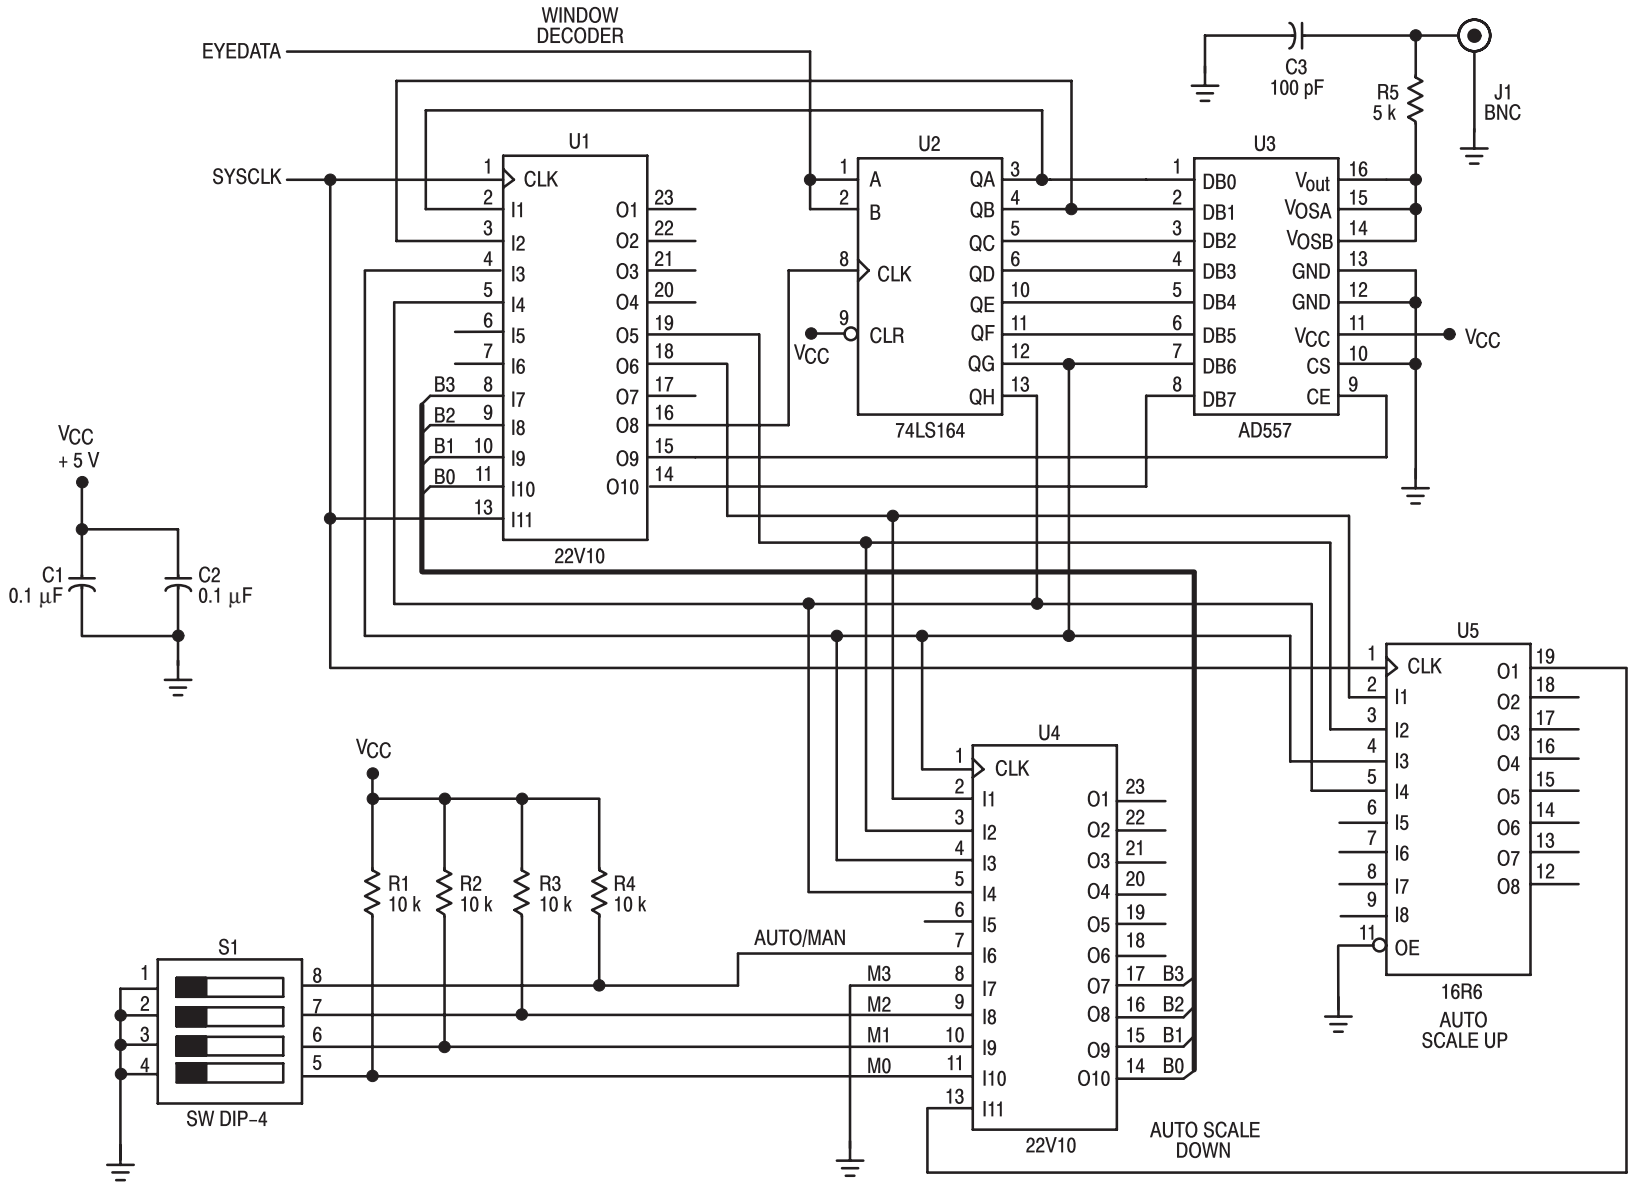 WINDOW
DECODER
EYEDATA
SYSCLK
C3
100 pF
R5
5 k
J1
BNC
U1
1 CLK
2 I1
3 I2
4 I3
5 I4
6 I5
7 I6
B3 8 I7
B2 9 I8
B1 10 I9
B0 11 I10
13 I11
O1 23
O2 22
O3 21
O4 20
O5 19
O6 18
O7 17
O8 16
O9 15
O10 14
22V10
U2
1 A
2 B
8 CLK
9 CLR
VCC
QA 3
QB 4
QC 5
QD 6
QE 10
QF 11
QG 12
QH 13
74LS164
U3
1 DB0
2 DB1
3 DB2
4 DB3
5 DB4
6 DB5
7 DB6
8 DB7
Vout 16
VOSA 15
VOSB 14
GND 13
GND 12
VCC 11
VCC
CS 10
CE 9
AD557
VCC
+ 5 V
C1
0.1 μF
C2
0.1 μF
U5
1 CLK
2 I1
3 I2
4 I3
5 I4
6 I5
7 I6
8 I7
9 I8
11 OE
O1 19
O2 18
O3 17
O4 16
O5 15
O6 14
O7 13
O8 12
16R6
AUTO
SCALE UP
U4
1 CLK
2 I1
3 I2
4 I3
5 I4
6 I5
AUTO/MAN 7 I6
M3 8 I7
M2 9 I8
M1 10 I9
M0 11 I10
13 I11
O1 23
O2 22
O3 21
O4 20
O5 19
O6 18
O7 17 B3
O8 16 B2
O9 15 B1
O10 14 B0
22V10
AUTO SCALE
DOWN
VCC
R1
10 k
R2
10 k
R3
10 k
R4
10 k
S1
1 8
2 7
3 6
4 5
SW DIP–4